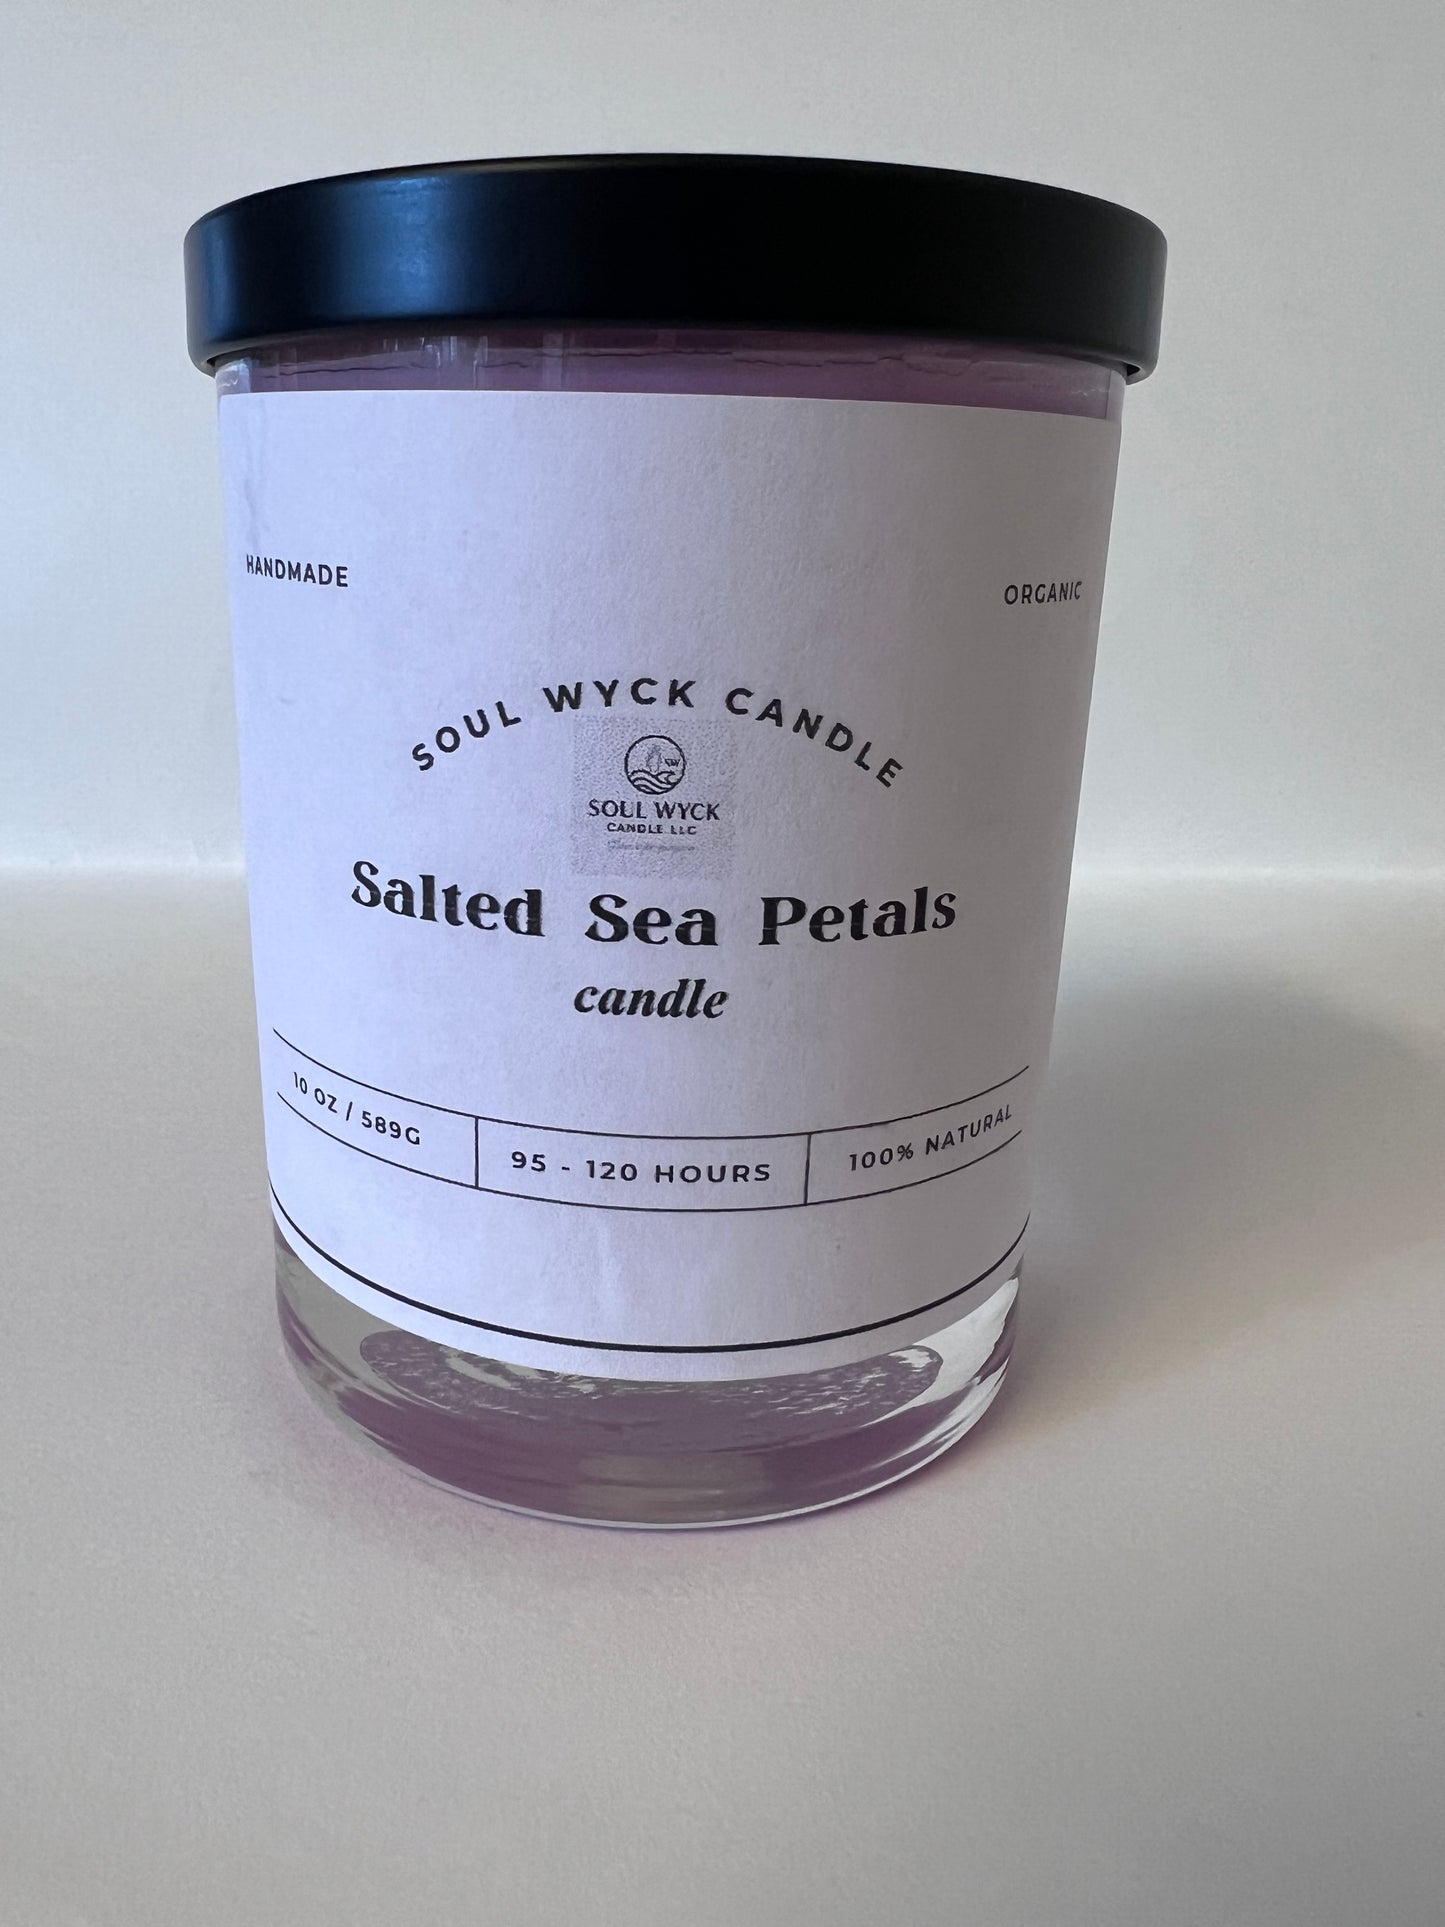 HANDMADE
ORGANIC
SOUL WYCK CANDLE
SOUL WYCK
CANDLE LLC
Salted Sea Petals
candle
10 OZ / 589G
95 - 120 HOURS
100% NATURAL